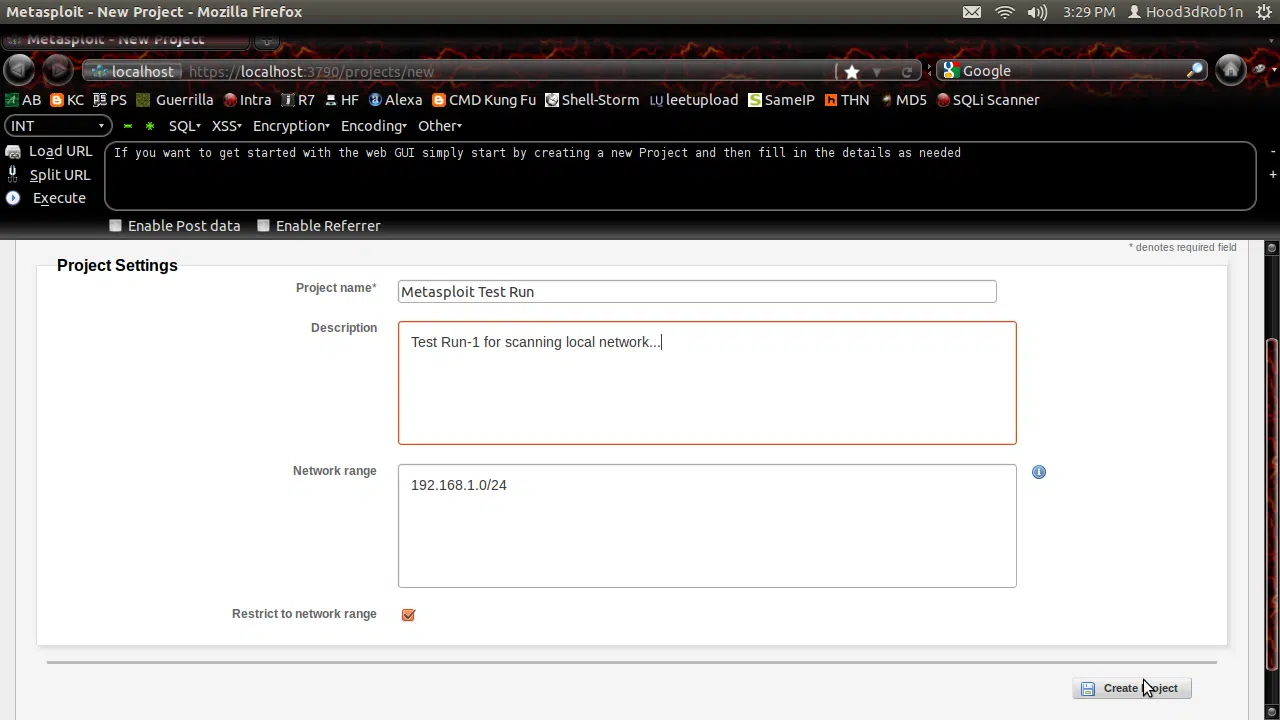 Metasploit - New Project - Mozilla Firefox
3:29 PM Hood3dRob1n
Metasploit - New Project
localhost https://localhost:3790/projects/new Google
AB KC PS Guerrilla Intra R7 HF Alexa CMD Kung Fu Shell-Storm leetupload SameIP THN MD5 SQLi Scanner
INT SQL XSS Encryption Encoding Other
Load URL If you want to get started with the web GUI simply start by creating a new Project and then fill in the details as needed
Split URL
Execute
Enable Post data Enable Referrer
* denotes required field
Project Settings
Project name* Metasploit Test Run
Description
Test Run-1 for scanning local network...
Network range
192.168.1.0/24
Restrict to network range
Create Project